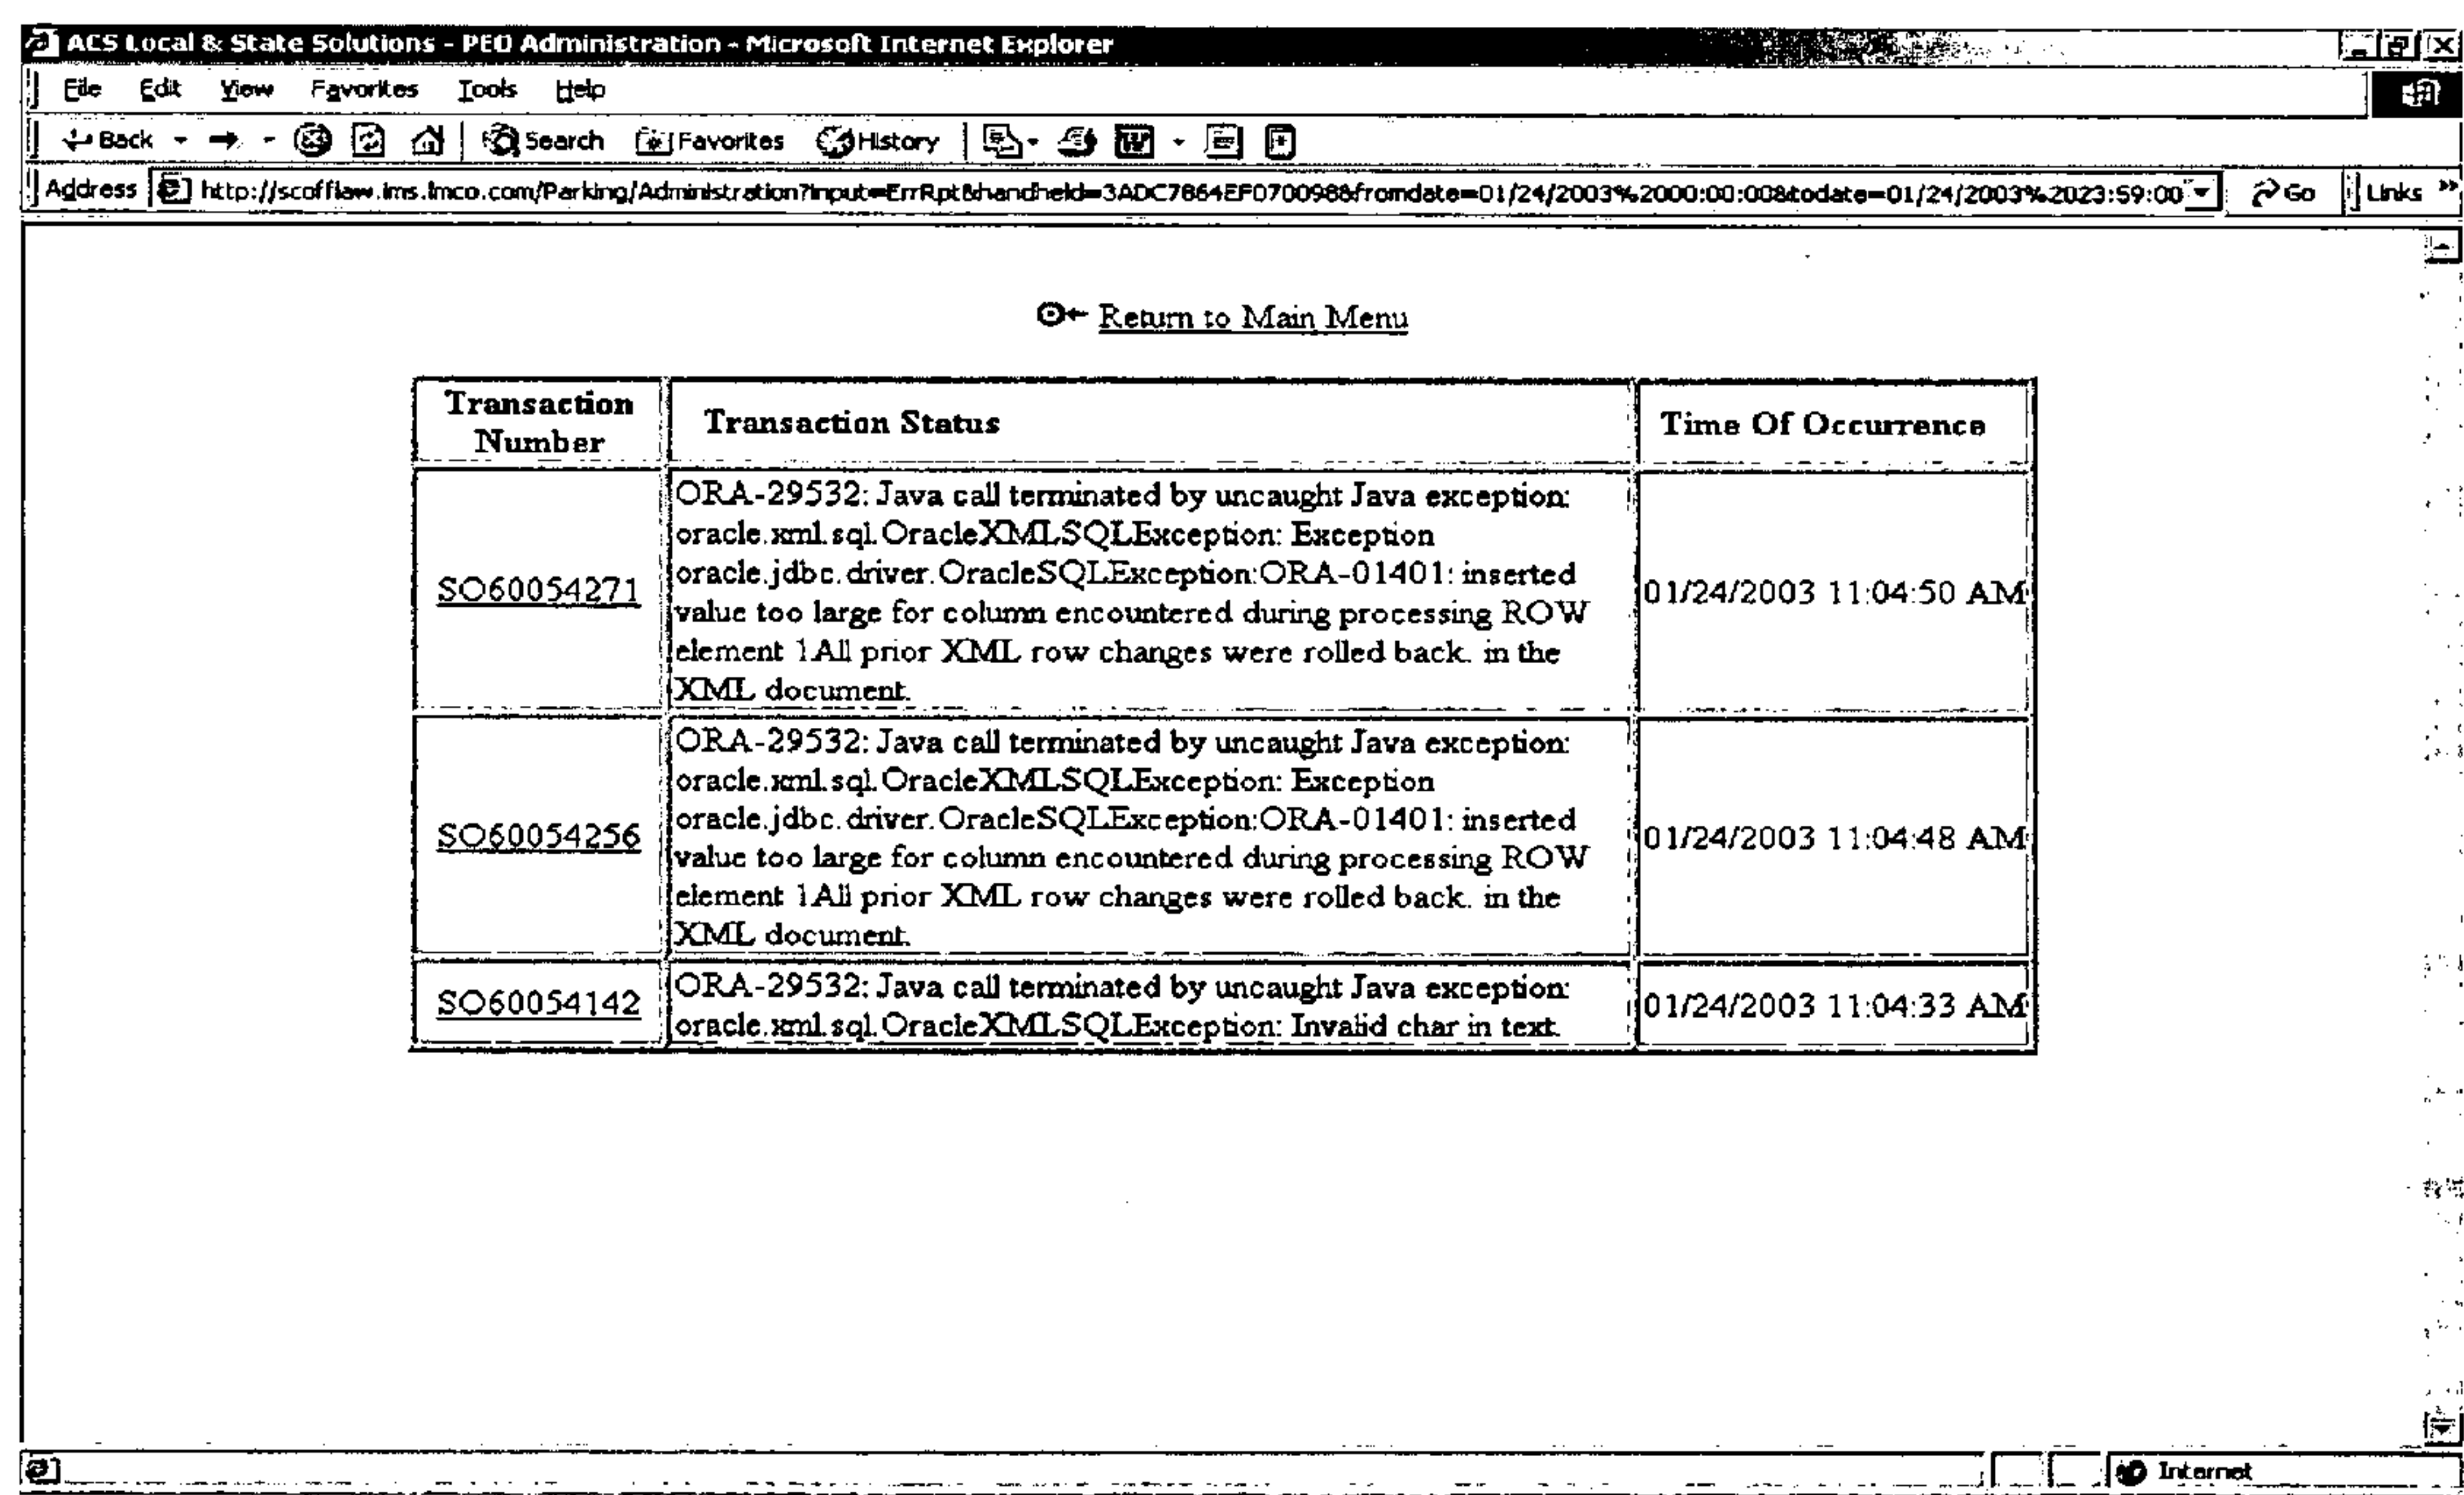 ACS Local & State Solutions - PEO Administration - Microsoft Internet Explorer
File Edit View Favorites Tools Help
Back Search Favorites History
Address http://scofflaw.ims.lmco.com/Parking/Administration?input=ErrRpt&handheld=3ADC7864EF070098&fromdate=01/24/2003%2000:00:00&todate=01/24/2003%2023:59:00 Go Links »
Return to Main Menu
Transaction Number Transaction Status Time Of Occurrence
SO60054271
ORA-29532: Java call terminated by uncaught Java exception:
oracle.xml.sql.OracleXMLSQLException: Exception
oracle.jdbc.driver.OracleSQLException:ORA-01401: inserted
value too large for column encountered during processing ROW
element 1All prior XML row changes were rolled back. in the
XML document.
01/24/2003 11:04:50 AM
SO60054256
ORA-29532: Java call terminated by uncaught Java exception:
oracle.xml.sql.OracleXMLSQLException: Exception
oracle.jdbc.driver.OracleSQLException:ORA-01401: inserted
value too large for column encountered during processing ROW
element 1All prior XML row changes were rolled back. in the
XML document.
01/24/2003 11:04:48 AM
SO60054142
ORA-29532: Java call terminated by uncaught Java exception:
oracle.xml.sql.OracleXMLSQLException: Invalid char in text.
01/24/2003 11:04:33 AM
Internet